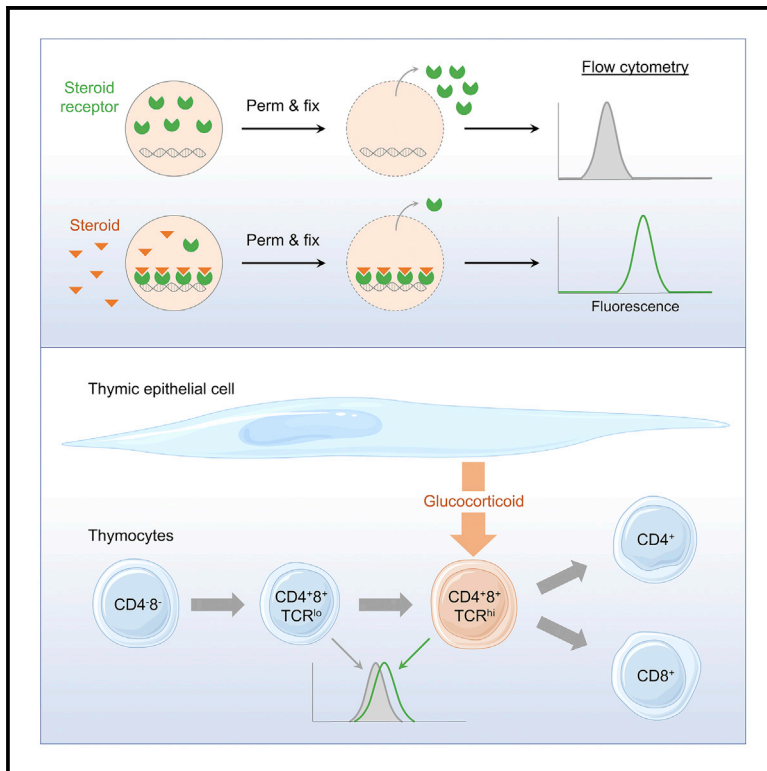 Flow cytometry
Steroid
receptor
Perm & fix
Steroid
Perm & fix
Fluorescence
Thymic epithelial cell
Glucocorticoid
Thymocytes
CD4⁻8⁻
CD4⁺8⁺
TCRˡᵒ
CD4⁺8⁺
TCRʰⁱ
CD4⁺
CD8⁺